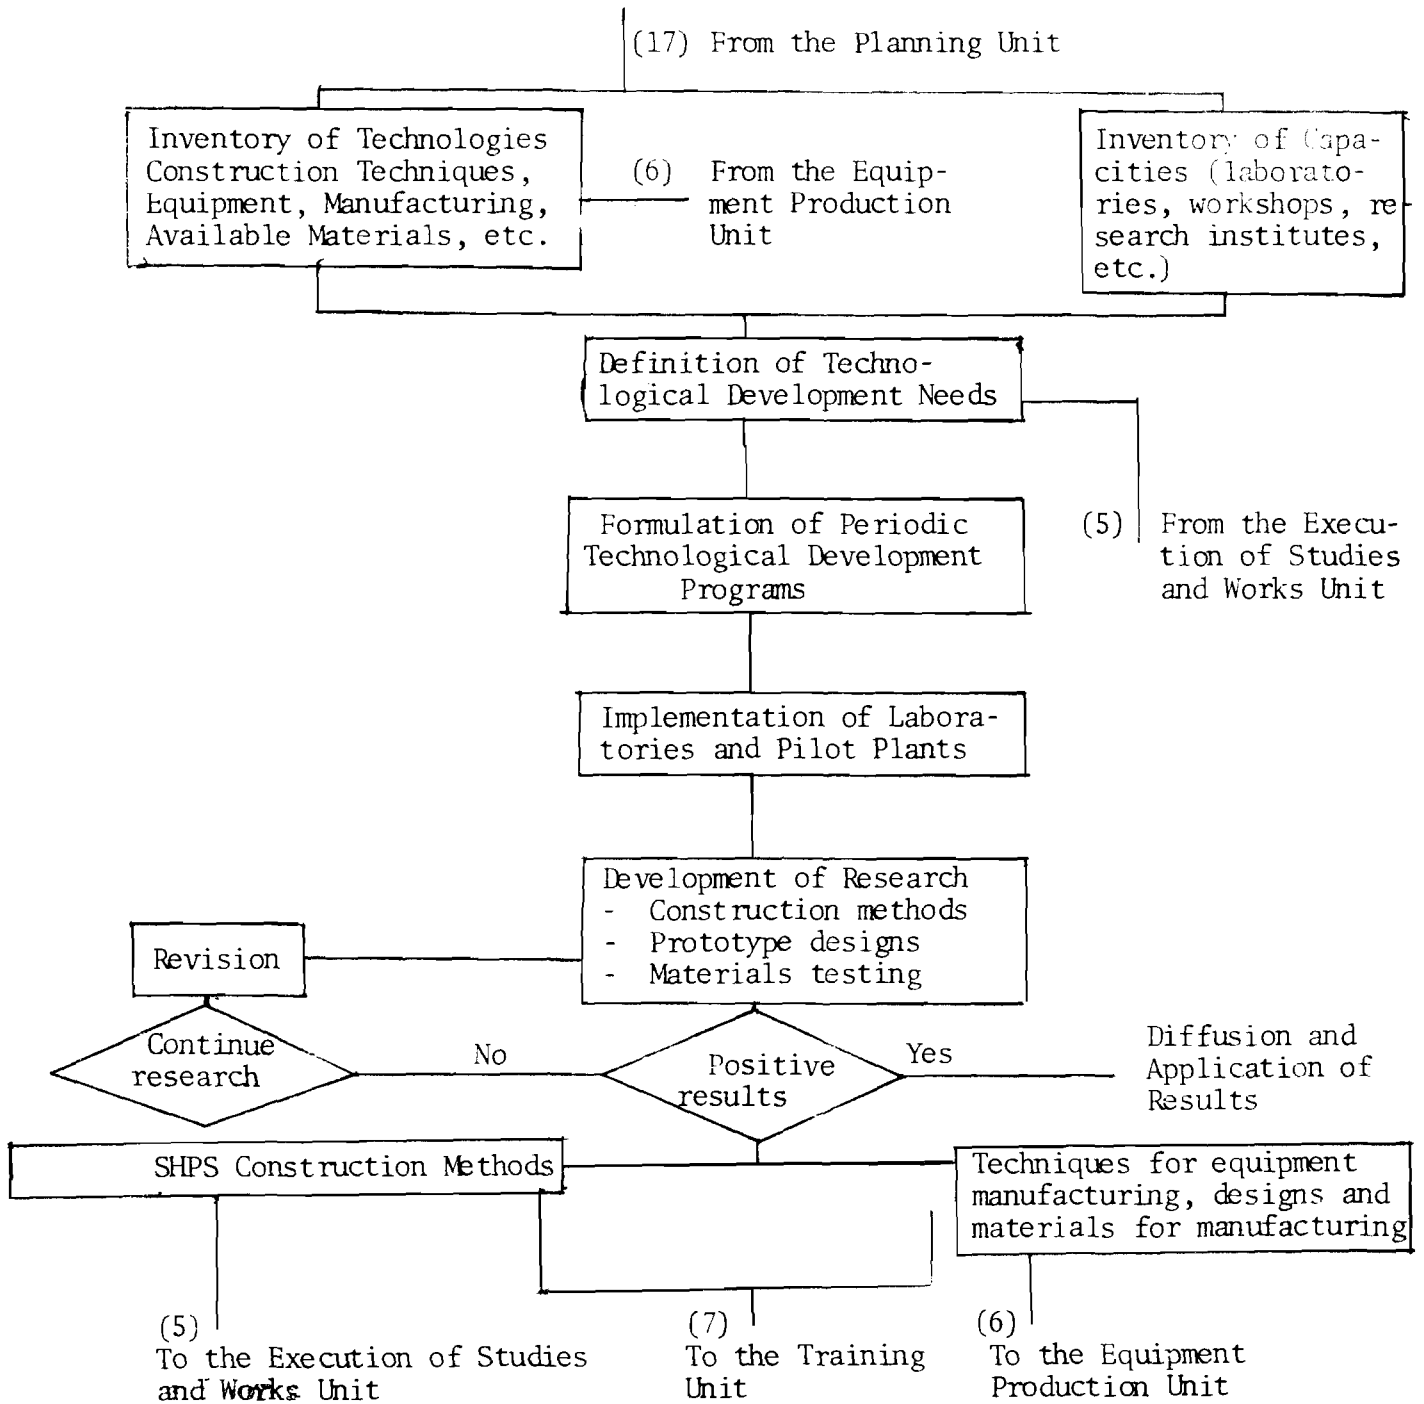 (17) From the Planning Unit
Inventory of Technologies
Construction Techniques,
Equipment, Manufacturing,
Available Materials, etc.
(6) From the Equip-
ment Production
Unit
Inventory of Capa-
cities (laborato-
ries, workshops, re
search institutes,
etc.)
Definition of Techno-
logical Development Needs
Formulation of Periodic
Technological Development
Programs
(5) From the Execu-
tion of Studies
and Works Unit
Implementation of Labora-
tories and Pilot Plants
Development of Research
- Construction methods
- Prototype designs
- Materials testing
Revision
Continue
research
No
Positive
results
Yes
Diffusion and
Application of
Results
SHPS Construction Methods
Techniques for equipment
manufacturing, designs and
materials for manufacturing
(5)
To the Execution of Studies
and Works Unit
(7)
To the Training
Unit
(6)
To the Equipment
Production Unit